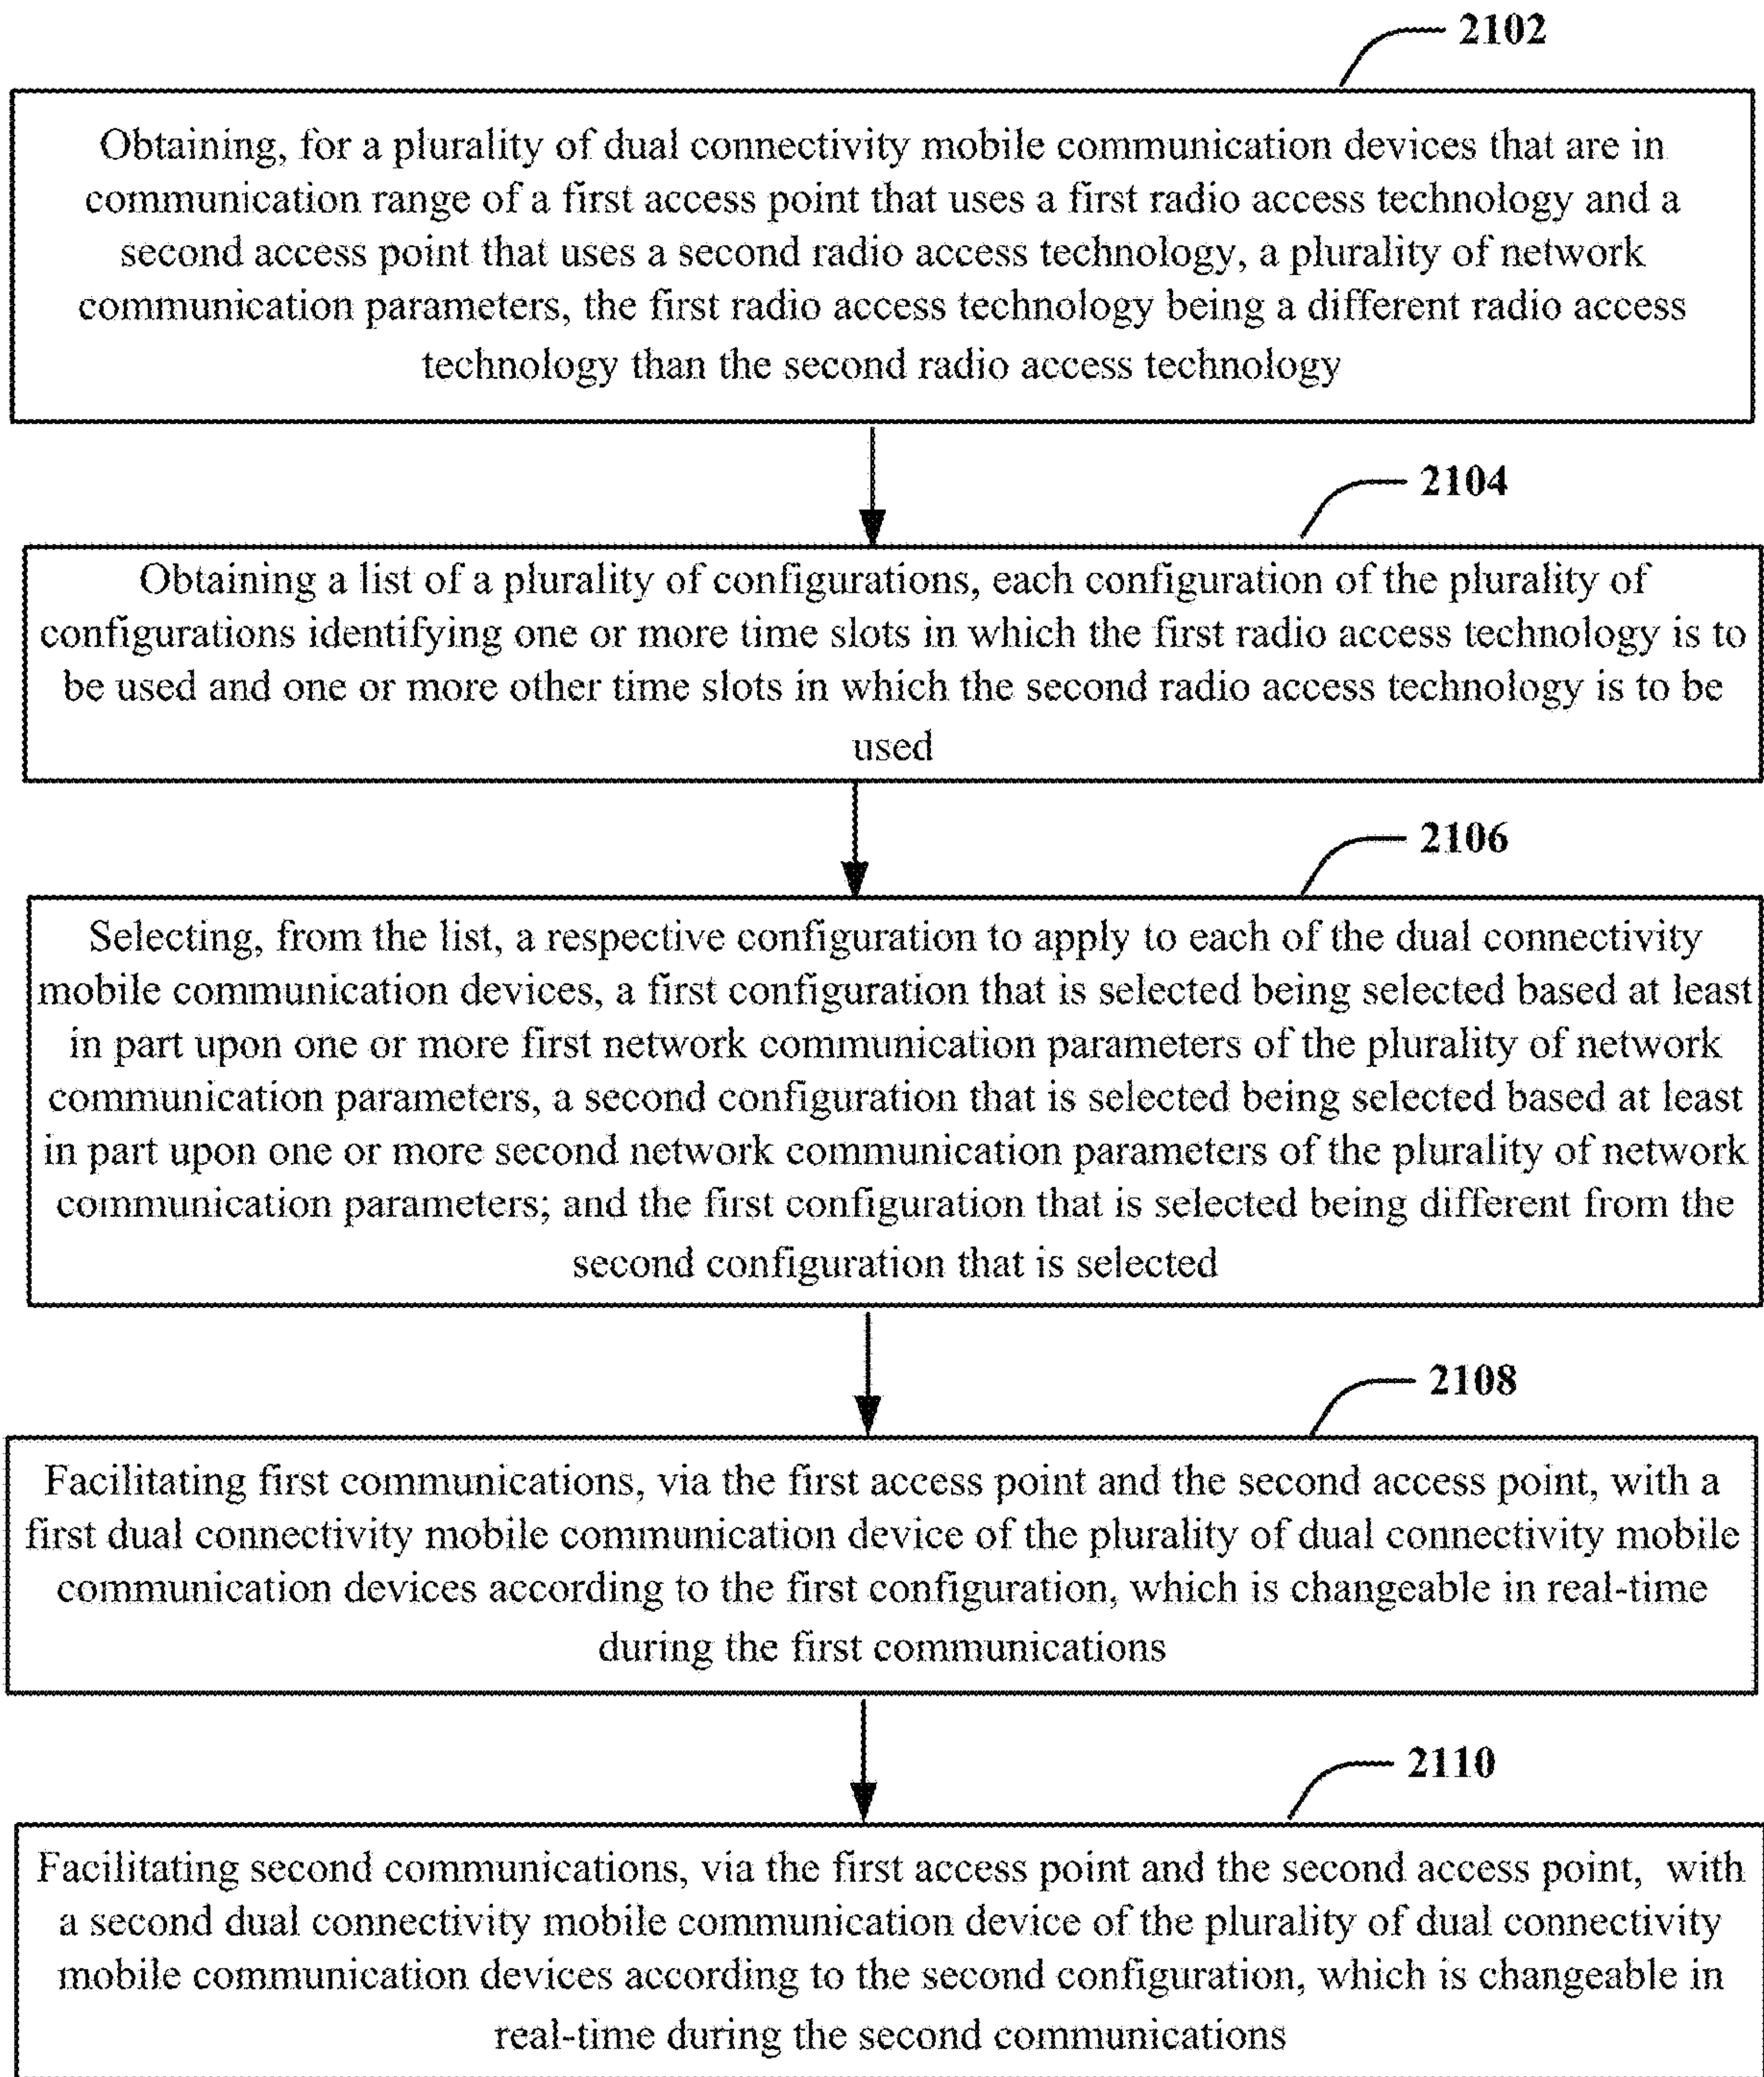 2102
Obtaining, for a plurality of dual connectivity mobile communication devices that are in
communication range of a first access point that uses a first radio access technology and a
second access point that uses a second radio access technology, a plurality of network
communication parameters, the first radio access technology being a different radio access
technology than the second radio access technology
2104
Obtaining a list of a plurality of configurations, each configuration of the plurality of
configurations identifying one or more time slots in which the first radio access technology is to
be used and one or more other time slots in which the second radio access technology is to be
used
2106
Selecting, from the list, a respective configuration to apply to each of the dual connectivity
mobile communication devices, a first configuration that is selected being selected based at least
in part upon one or more first network communication parameters of the plurality of network
communication parameters, a second configuration that is selected being selected based at least
in part upon one or more second network communication parameters of the plurality of network
communication parameters; and the first configuration that is selected being different from the
second configuration that is selected
2108
Facilitating first communications, via the first access point and the second access point, with a
first dual connectivity mobile communication device of the plurality of dual connectivity mobile
communication devices according to the first configuration, which is changeable in real-time
during the first communications
2110
Facilitating second communications, via the first access point and the second access point, with
a second dual connectivity mobile communication device of the plurality of dual connectivity
mobile communication devices according to the second configuration, which is changeable in
real-time during the second communications